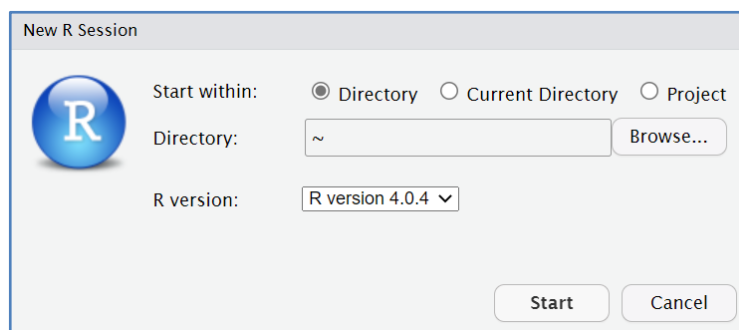 New R Session
R
Start within: Directory Current Directory Project
Directory: ~ Browse...
R version: R version 4.0.4
Start Cancel